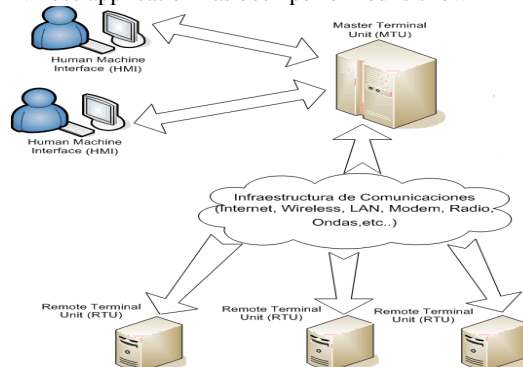 Master Terminal
Unit (MTU)
Human Machine
Interface (HMI)
Human Machine
Interface (HMI)
Infraestructura de Comunicaciones
(Internet, Wireless, LAN, Modem, Radio,
Ondas,etc..)
Remote Terminal
Unit (RTU)
Remote Terminal
Unit (RTU)
Remote Terminal
Unit (RTU)